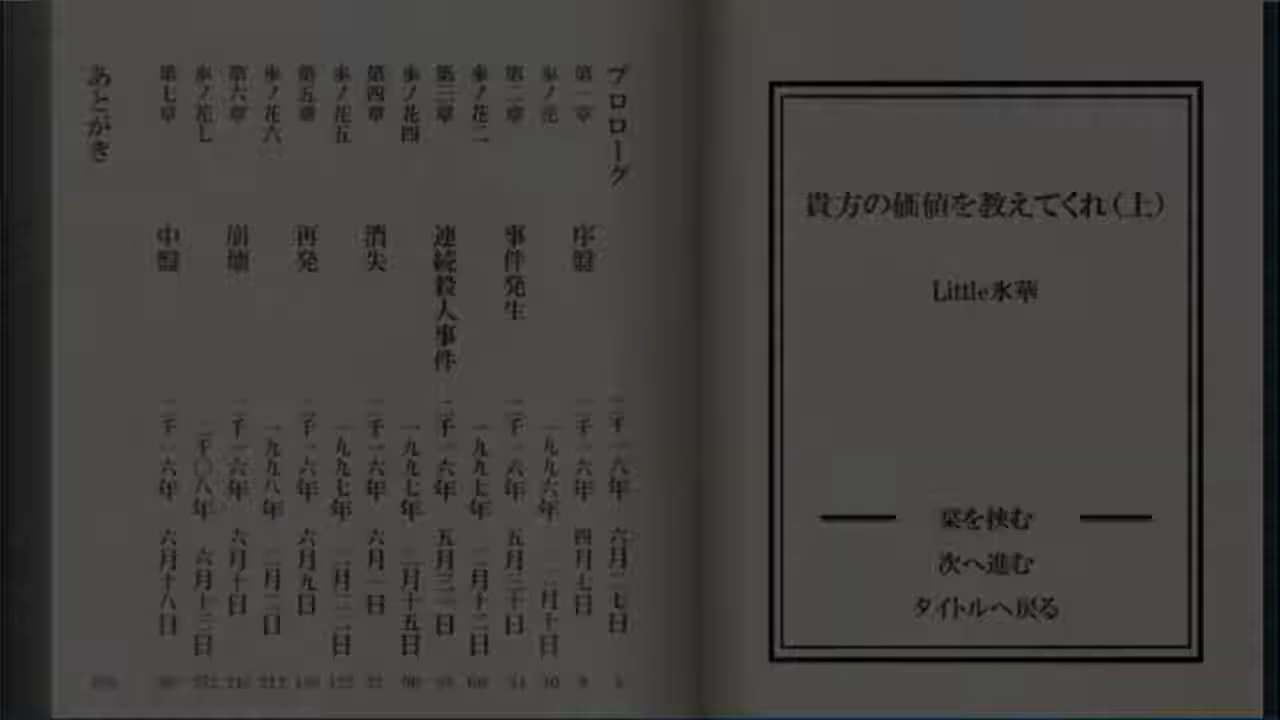 貴方の価値を教えてくれ（上）
Little氷華
栞を挟む
次へ進む
タイトルへ戻る
プロローグ 二千一六年 六月二七日
第一章 序盤 二千一六年 四月七日
歩ノ花 一九九六年
第二章 事件発生 二千一六年 五月三十日
歩ノ花二 一九九七年 二月十二日
第三章 連続殺人事件 二千一六年 五月三一日
歩ノ花四 一九九七年 二月十五日
第四章 消失 二千一六年 六月一日
歩ノ花五 一九九七年 二月二二日
第五章 再発 二千一六年 六月九日
歩ノ花六 一九九八年 二月二日
第六章 崩壊 二千一六年 六月十日
歩ノ花七 二千〇八年 六月十三日
第七章 中盤 二千一六年 六月十八日
あとがき